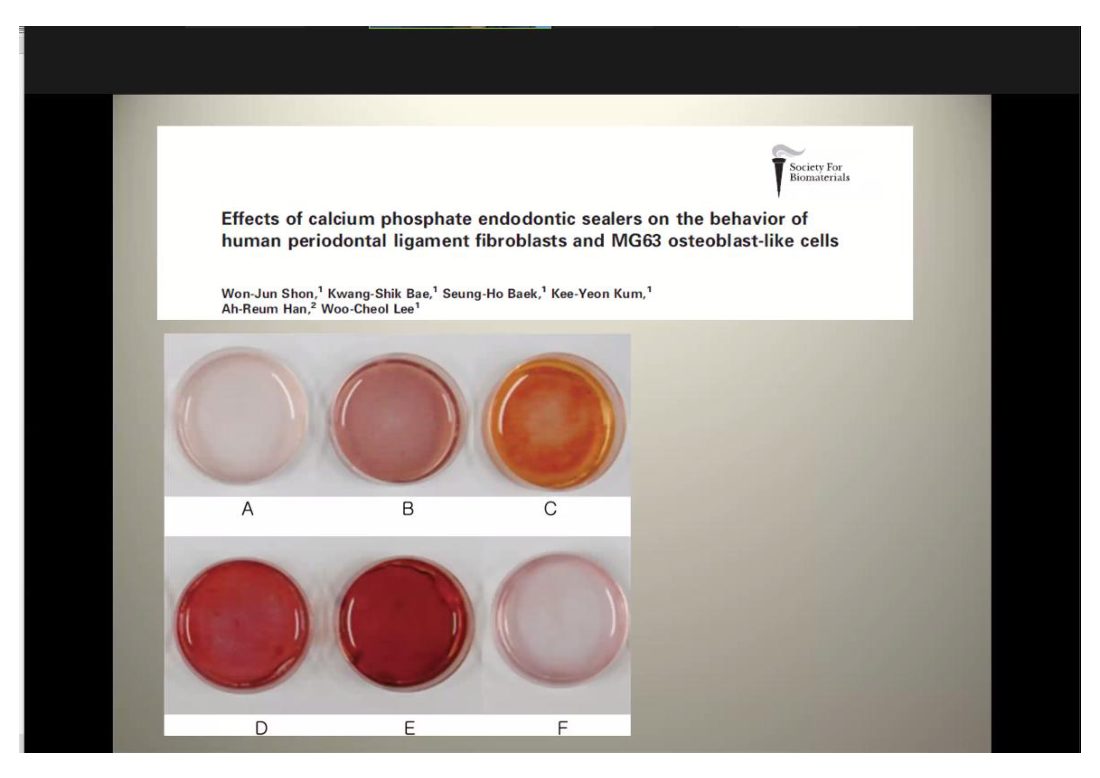 Society For
Biomaterials
Effects of calcium phosphate endodontic sealers on the behavior of
human periodontal ligament fibroblasts and MG63 osteoblast-like cells
Won-Jun Shon,¹ Kwang-Shik Bae,¹ Seung-Ho Baek,¹ Kee-Yeon Kum,¹
Ah-Reum Han,² Woo-Cheol Lee¹
A B C
D E F